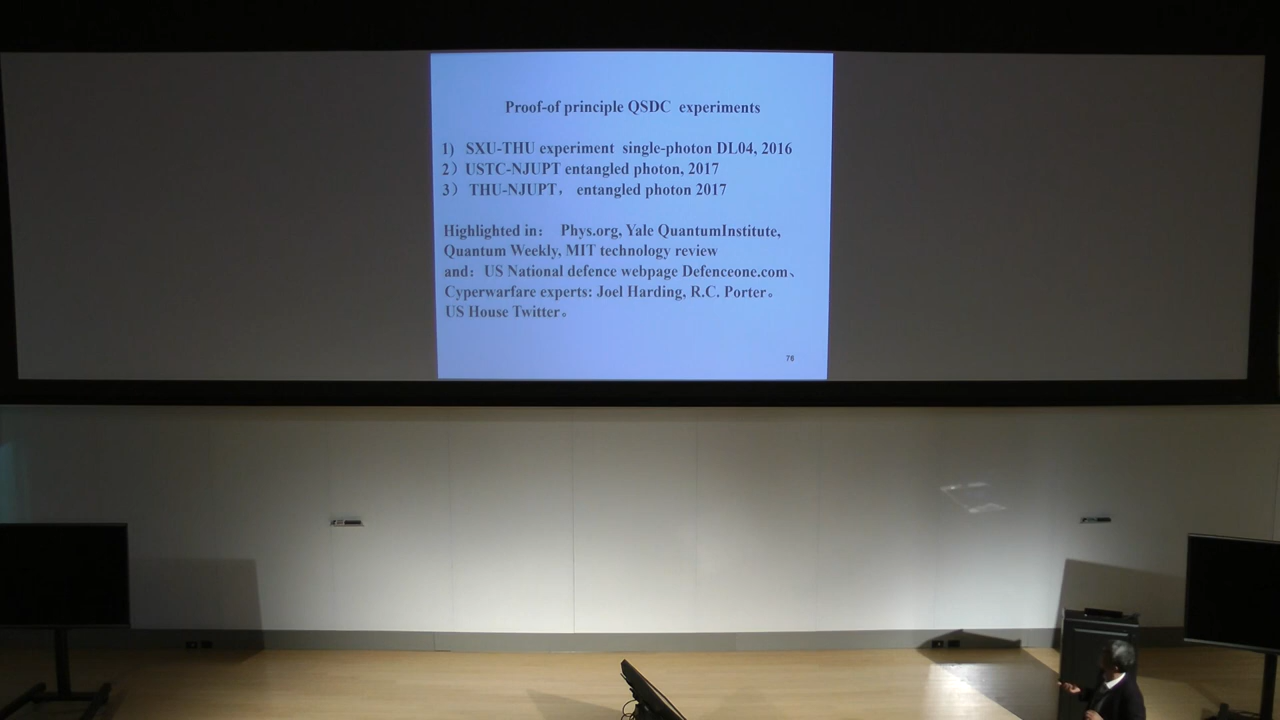 Proof-of principle QSDC experiments
1) SXU-THU experiment single-photon DL04, 2016
2）USTC-NJUPT entangled photon, 2017
3） THU-NJUPT， entangled photon 2017
Highlighted in： Phys.org, Yale QuantumInstitute,
Quantum Weekly, MIT technology review
and：US National defence webpage Defenceone.com、
Cyperwarfare experts: Joel Harding, R.C. Porter。
US House Twitter。
76